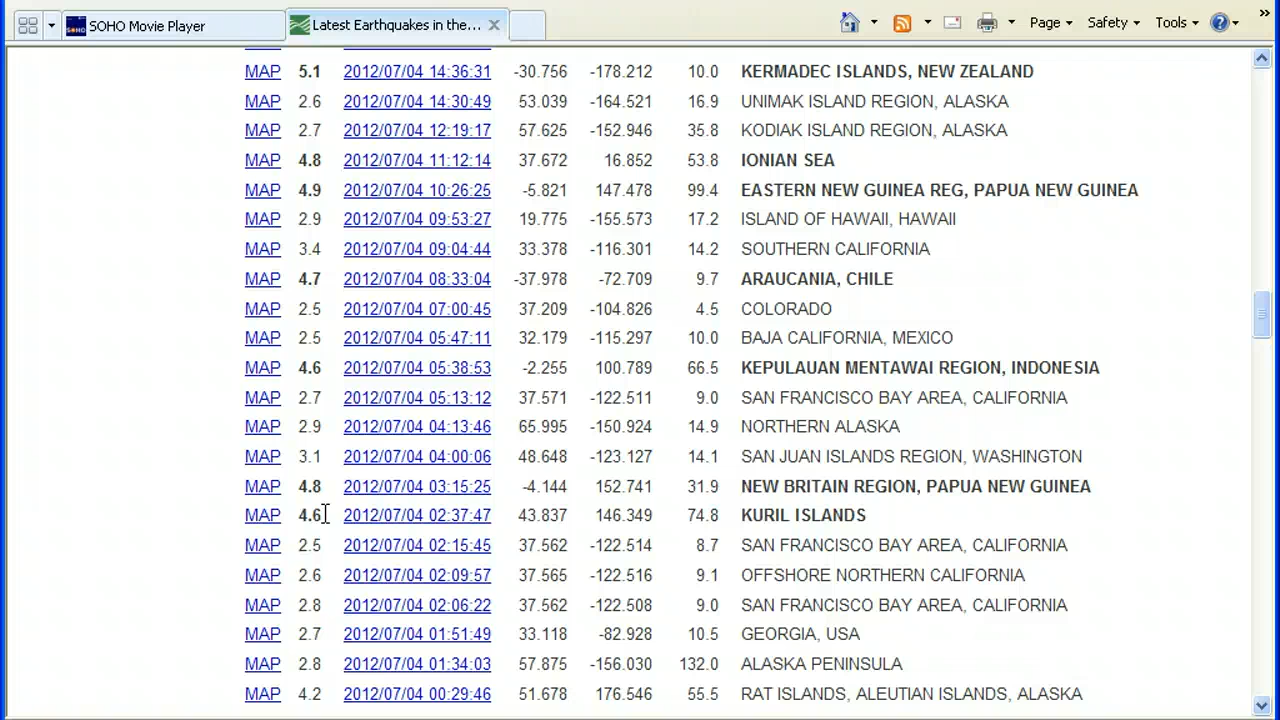 SOHO Movie Player
Latest Earthquakes in the...
Page
Safety
Tools
MAP 5.1 2012/07/04 14:36:31 -30.756 -178.212 10.0 KERMADEC ISLANDS, NEW ZEALAND
MAP 2.6 2012/07/04 14:30:49 53.039 -164.521 16.9 UNIMAK ISLAND REGION, ALASKA
MAP 2.7 2012/07/04 12:19:17 57.625 -152.946 35.8 KODIAK ISLAND REGION, ALASKA
MAP 4.8 2012/07/04 11:12:14 37.672 16.852 53.8 IONIAN SEA
MAP 4.9 2012/07/04 10:26:25 -5.821 147.478 99.4 EASTERN NEW GUINEA REG, PAPUA NEW GUINEA
MAP 2.9 2012/07/04 09:53:27 19.775 -155.573 17.2 ISLAND OF HAWAII, HAWAII
MAP 3.4 2012/07/04 09:04:44 33.378 -116.301 14.2 SOUTHERN CALIFORNIA
MAP 4.7 2012/07/04 08:33:04 -37.978 -72.709 9.7 ARAUCANIA, CHILE
MAP 2.5 2012/07/04 07:00:45 37.209 -104.826 4.5 COLORADO
MAP 2.5 2012/07/04 05:47:11 32.179 -115.297 10.0 BAJA CALIFORNIA, MEXICO
MAP 4.6 2012/07/04 05:38:53 -2.255 100.789 66.5 KEPULAUAN MENTAWAI REGION, INDONESIA
MAP 2.7 2012/07/04 05:13:12 37.571 -122.511 9.0 SAN FRANCISCO BAY AREA, CALIFORNIA
MAP 2.9 2012/07/04 04:13:46 65.995 -150.924 14.9 NORTHERN ALASKA
MAP 3.1 2012/07/04 04:00:06 48.648 -123.127 14.1 SAN JUAN ISLANDS REGION, WASHINGTON
MAP 4.8 2012/07/04 03:15:25 -4.144 152.741 31.9 NEW BRITAIN REGION, PAPUA NEW GUINEA
MAP 4.6 2012/07/04 02:37:47 43.837 146.349 74.8 KURIL ISLANDS
MAP 2.5 2012/07/04 02:15:45 37.562 -122.514 8.7 SAN FRANCISCO BAY AREA, CALIFORNIA
MAP 2.6 2012/07/04 02:09:57 37.565 -122.516 9.1 OFFSHORE NORTHERN CALIFORNIA
MAP 2.8 2012/07/04 02:06:22 37.562 -122.508 9.0 SAN FRANCISCO BAY AREA, CALIFORNIA
MAP 2.7 2012/07/04 01:51:49 33.118 -82.928 10.5 GEORGIA, USA
MAP 2.8 2012/07/04 01:34:03 57.875 -156.030 132.0 ALASKA PENINSULA
MAP 4.2 2012/07/04 00:29:46 51.678 176.546 55.5 RAT ISLANDS, ALEUTIAN ISLANDS, ALASKA